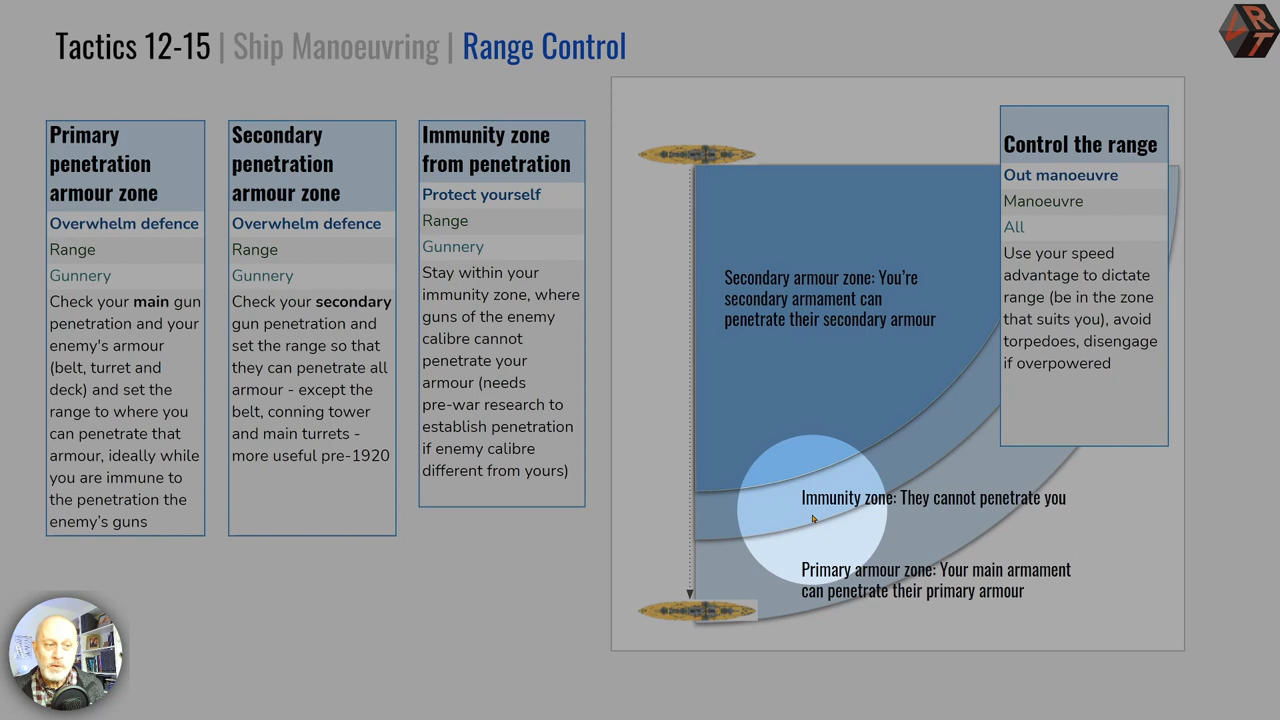 Tactics 12-15 | Ship Manoeuvring | Range Control
RT
Primary
penetration
armour zone
Overwhelm defence
Range
Gunnery
Check your main gun
penetration and your
enemy's armour
(belt, turret and
deck) and set the
range to where you
can penetrate that
armour, ideally while
you are immune to
the penetration the
enemy’s guns
Secondary
penetration
armour zone
Overwhelm defence
Range
Gunnery
Check your secondary
gun penetration and
set the range so that
they can penetrate all
armour - except the
belt, conning tower
and main turrets -
more useful pre-1920
Immunity zone
from penetration
Protect yourself
Range
Gunnery
Stay within your
immunity zone, where
guns of the enemy
calibre cannot
penetrate your
armour (needs
pre-war research to
establish penetration
if enemy calibre
different from yours)
Secondary armour zone: You’re
secondary armament can
penetrate their secondary armour
Immunity zone: They cannot penetrate you
Primary armour zone: Your main armament
can penetrate their primary armour
Control the range
Out manoeuvre
Manoeuvre
All
Use your speed
advantage to dictate
range (be in the zone
that suits you), avoid
torpedoes, disengage
if overpowered